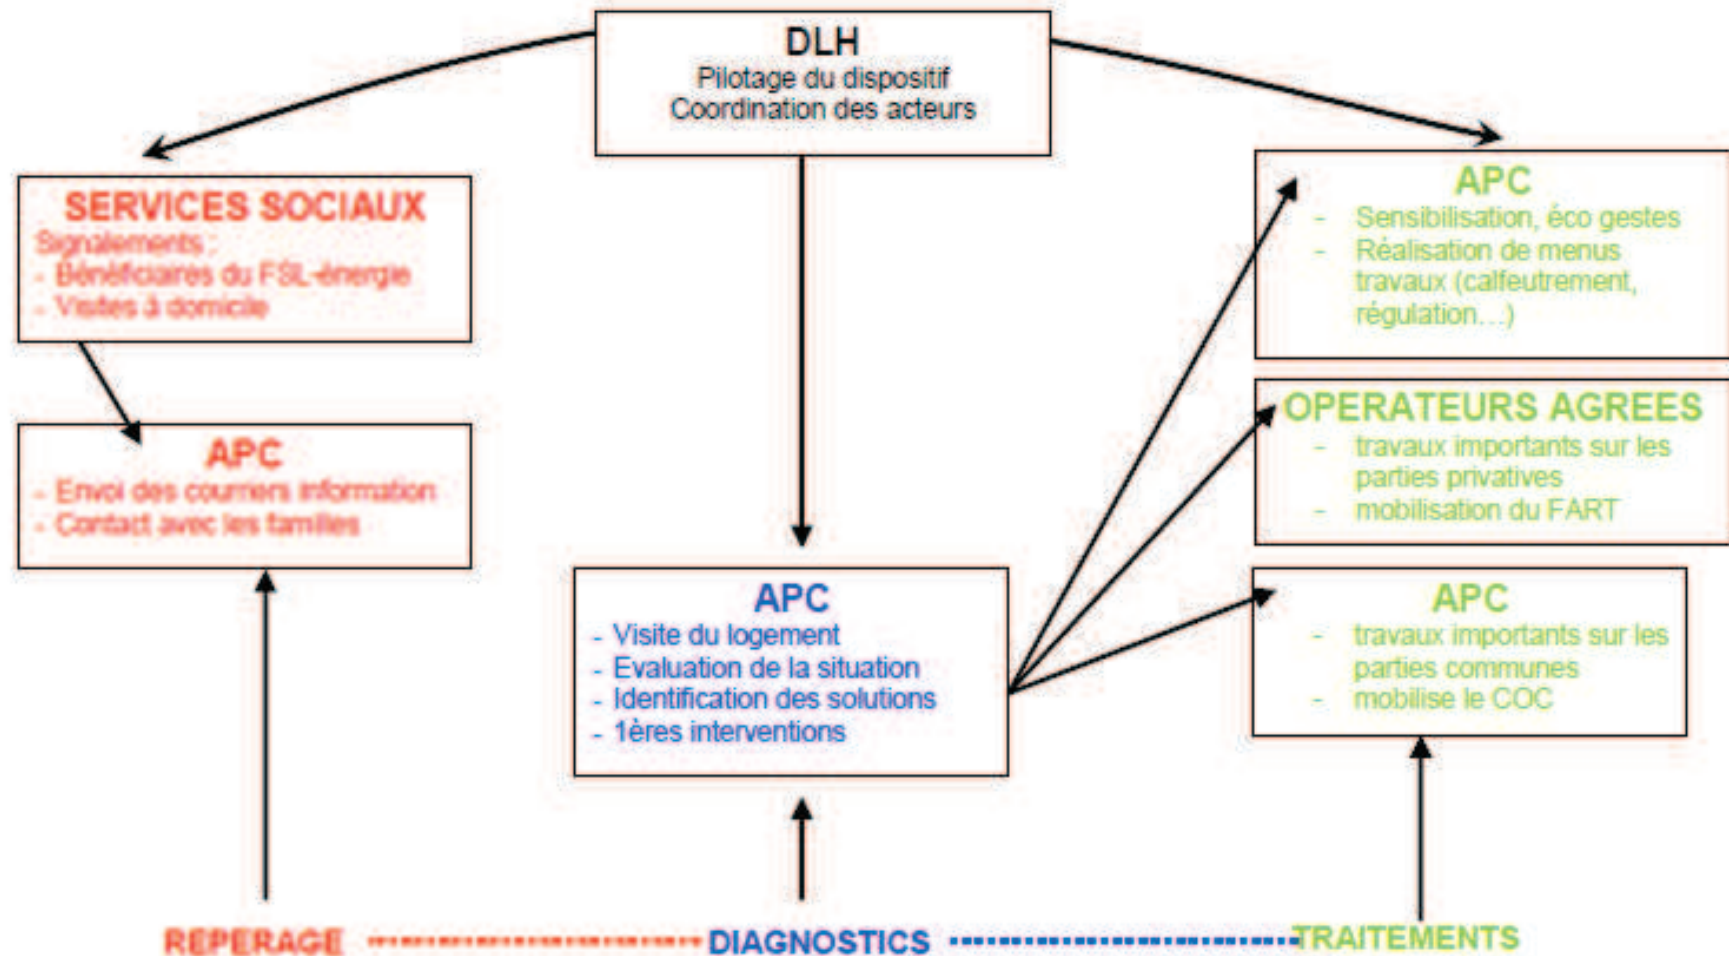 DLH
Pilotage du dispositif
Coordination des acteurs
SERVICES SOCIAUX
Signalements :
- Bénéficiaires du FSL-énergie
- Visites à domicile
APC
- Envoi des courriers information
- Contact avec les familles
APC
- Visite du logement
- Evaluation de la situation
- Identification des solutions
- 1ères interventions
APC
- Sensibilisation, éco gestes
- Réalisation de menus
travaux (calfeutrement,
régulation...)
OPERATEURS AGREES
- travaux importants sur les
parties privatives
- mobilisation du FART
APC
- travaux importants sur les
parties communes
- mobilise le COC
REPERAGE
DIAGNOSTICS
TRAITEMENTS